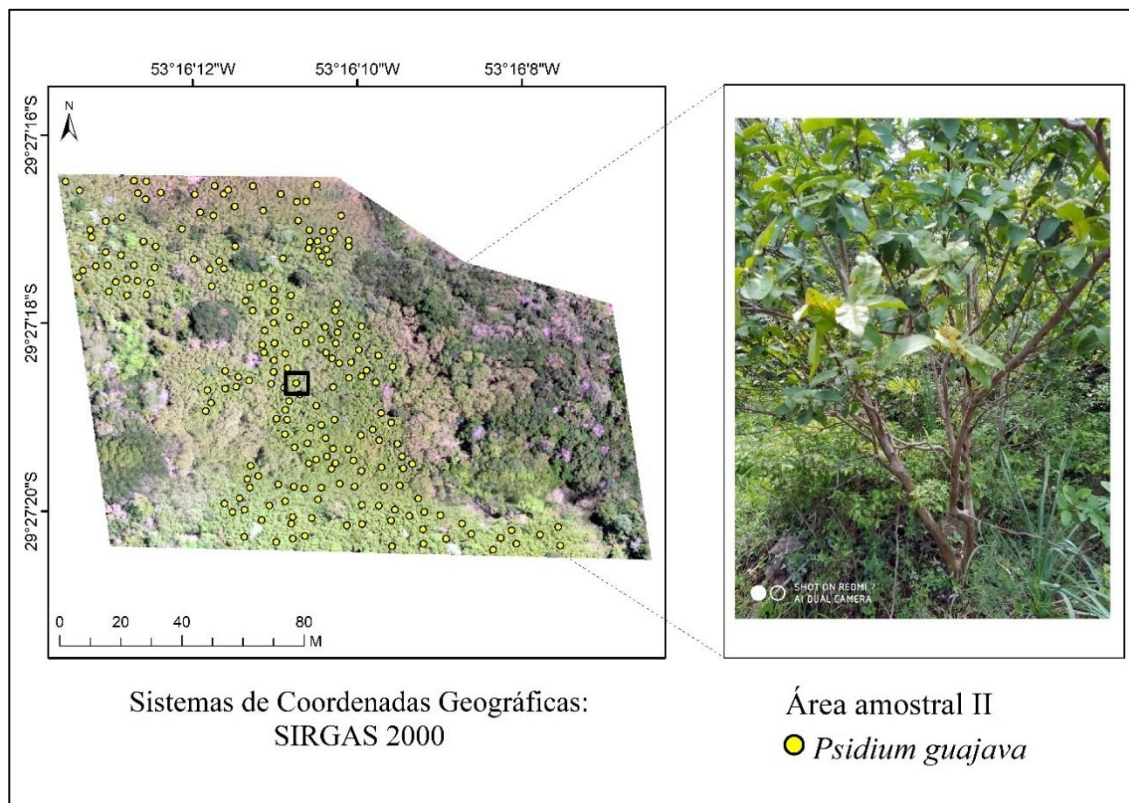 53°16'12"W
53°16'10"W
53°16'8"W
29°27'16"S
29°27'18"S
29°27'20"S
N
0 20 40 80
M
SHOT ON REDMI 7
AI DUAL CAMERA
Sistemas de Coordenadas Geográficas:
SIRGAS 2000
Área amostral II
Psidium guajava